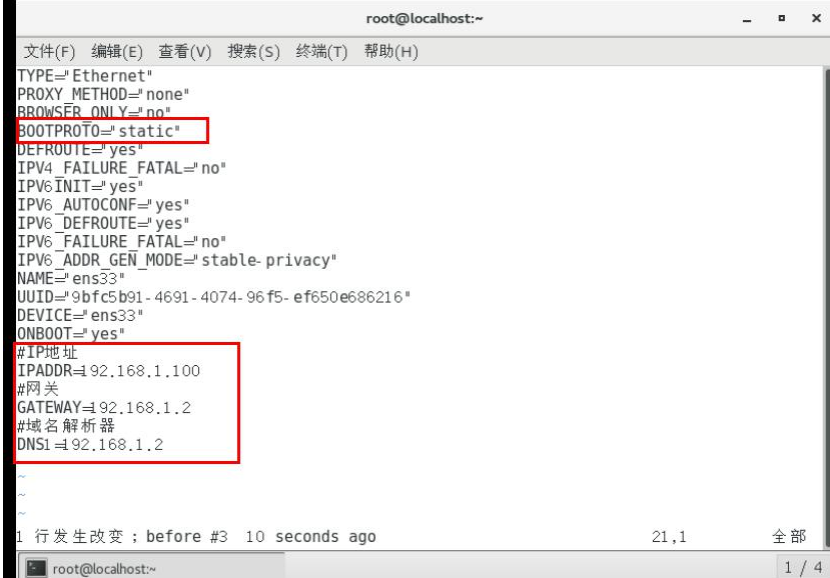 root@localhost:~
文件(F) 编辑(E) 查看(V) 搜索(S) 终端(T) 帮助(H)
TYPE="Ethernet"
PROXY_METHOD="none"
BROWSER_ONLY="no"
BOOTPROTO="static"
DEFROUTE="yes"
IPV4_FAILURE_FATAL="no"
IPV6INIT="yes"
IPV6_AUTOCONF="yes"
IPV6_DEFROUTE="yes"
IPV6_FAILURE_FATAL="no"
IPV6_ADDR_GEN_MODE="stable-privacy"
NAME="ens33"
UUID="9bfc5b91-4691-4074-96f5-ef650e686216"
DEVICE="ens33"
ONBOOT="yes"
#IP地址
IPADDR=192.168.1.100
#网关
GATEWAY=192.168.1.2
#域名解析器
DNS1=192.168.1.2
~
~
~
1 行发生改变；before #3 10 seconds ago 21,1 全部
root@localhost:~ 1 / 4